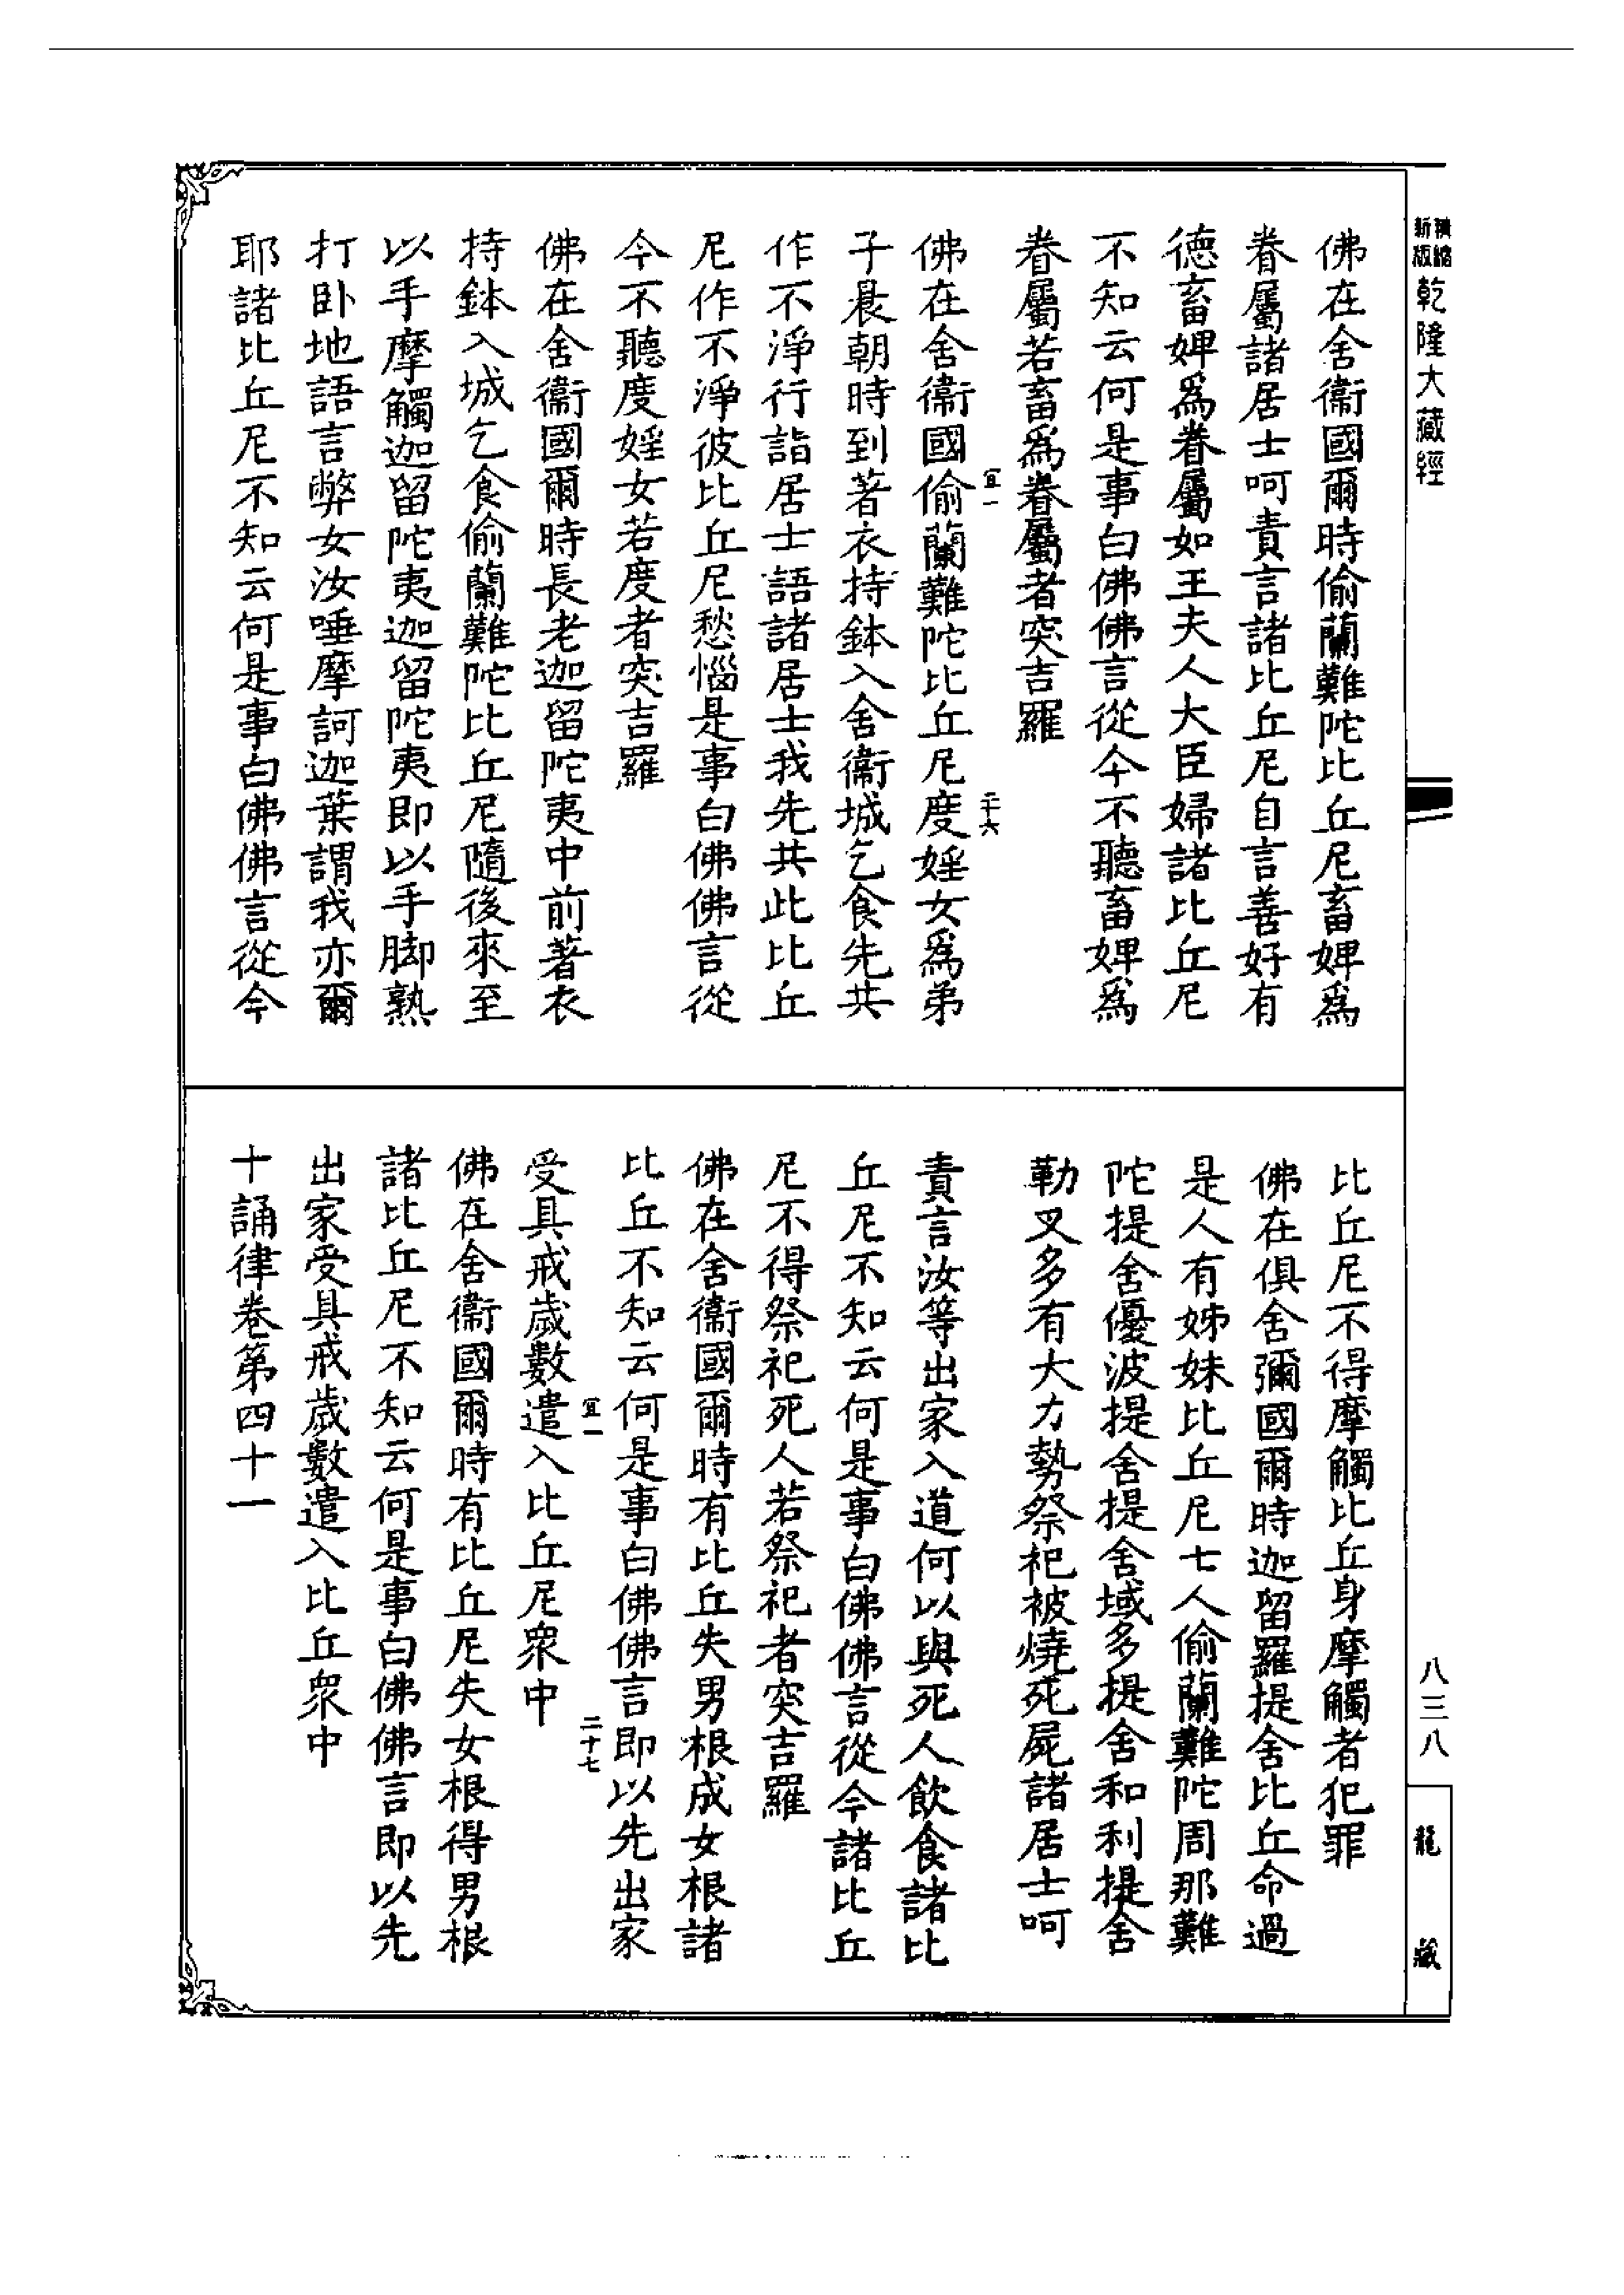 新版精縮乾隆大藏經
佛在舍衞國爾時偷蘭難陀比丘尼畜婢爲
眷屬諸居士呵責言諸比丘尼自言善好有
德畜婢爲眷屬如王夫人大臣婦諸比丘尼
不知云何是事白佛佛言從今不聽畜婢爲
眷屬若畜爲眷屬者突吉羅
宜一
二十六
佛在舍衞國偷蘭難陀比丘尼度婬女爲弟
子晨朝時到著衣持鉢入舍衞城乞食先共
作不淨行詣居士語諸居士我先共此比丘
尼作不淨彼比丘尼愁惱是事白佛佛言從
今不聽度婬女若度者突吉羅
佛在舍衞國爾時長老迦留陀夷中前著衣
持鉢入城乞食偷蘭難陀比丘尼隨後來至
以手摩觸迦留陀夷迦留陀夷即以手脚熟
打卧地語言弊女汝唾摩訶迦葉謂我亦爾
耶諸比丘尼不知云何是事白佛佛言從今
比丘尼不得摩觸比丘身摩觸者犯罪
佛在俱舍彌國爾時迦留羅提舍比丘命過
是人有姊妹比丘尼七人偷蘭難陀周那難
陀提舍優波提舍提舍域多提舍和利提舍
勒叉多有大力勢祭祀被燒死屍諸居士呵
責言汝等出家入道何以與死人飲食諸比
丘尼不知云何是事白佛佛言從今諸比丘
尼不得祭祀死人若祭祀者突吉羅
佛在舍衞國爾時有比丘失男根成女根諸
比丘不知云何是事白佛佛言即以先出家
宜一
二十七
受具戒歲數遣入比丘尼衆中
佛在舍衞國爾時有比丘尼失女根得男根
諸比丘尼不知云何是事白佛佛言即以先
出家受具戒歲數遣入比丘衆中
十誦律卷第四十一
八三八
龍藏